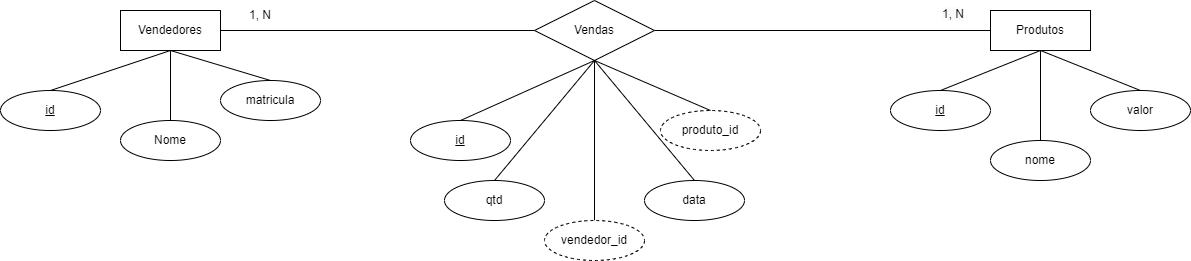 1, N
1, N
Vendedores
Vendas
Produtos
id
Nome
matricula
id
qtd
vendedor_id
data
produto_id
id
nome
valor